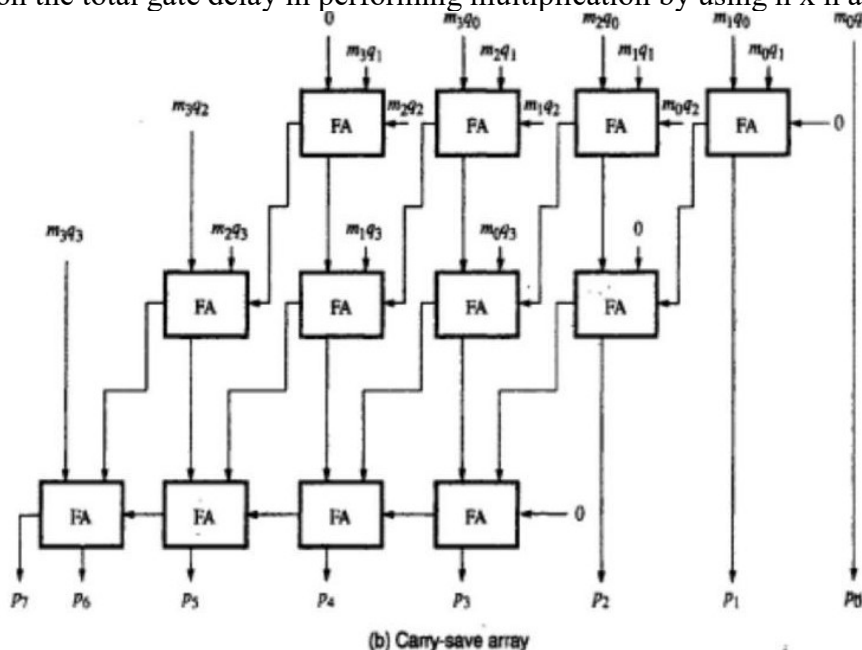 on the total gate delay in performing multiplication by using n x n a
0 m3q0 m2q0 m1q0 m0q
m3q1 m2q1 m1q1 m0q1
m3q2 FA m2q2 FA m1q2 FA m0q2 FA 0
m3q3 m2q3 m1q3 m0q3 0
FA FA FA FA
FA FA FA FA 0
p7 p6 p5 p4 p3 p2 p1 p0
(b) Carry-save array